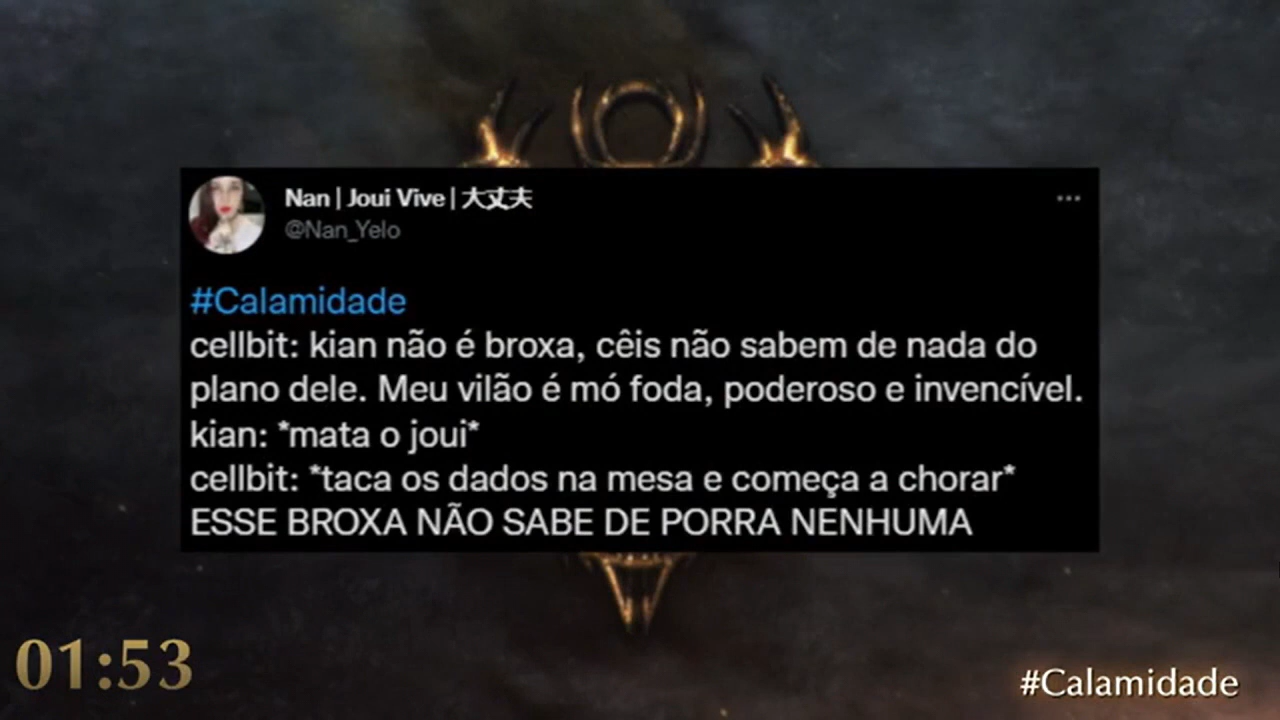 Nan | Joui Vive | 大丈夫
@Nan_Yelo
#Calamidade
cellbit: kian não é broxa, cêis não sabem de nada do
plano dele. Meu vilão é mó foda, poderoso e invencível.
kian: *mata o joui*
cellbit: *taca os dados na mesa e começa a chorar*
ESSE BROXA NÃO SABE DE PORRA NENHUMA
01:53
#Calamidade